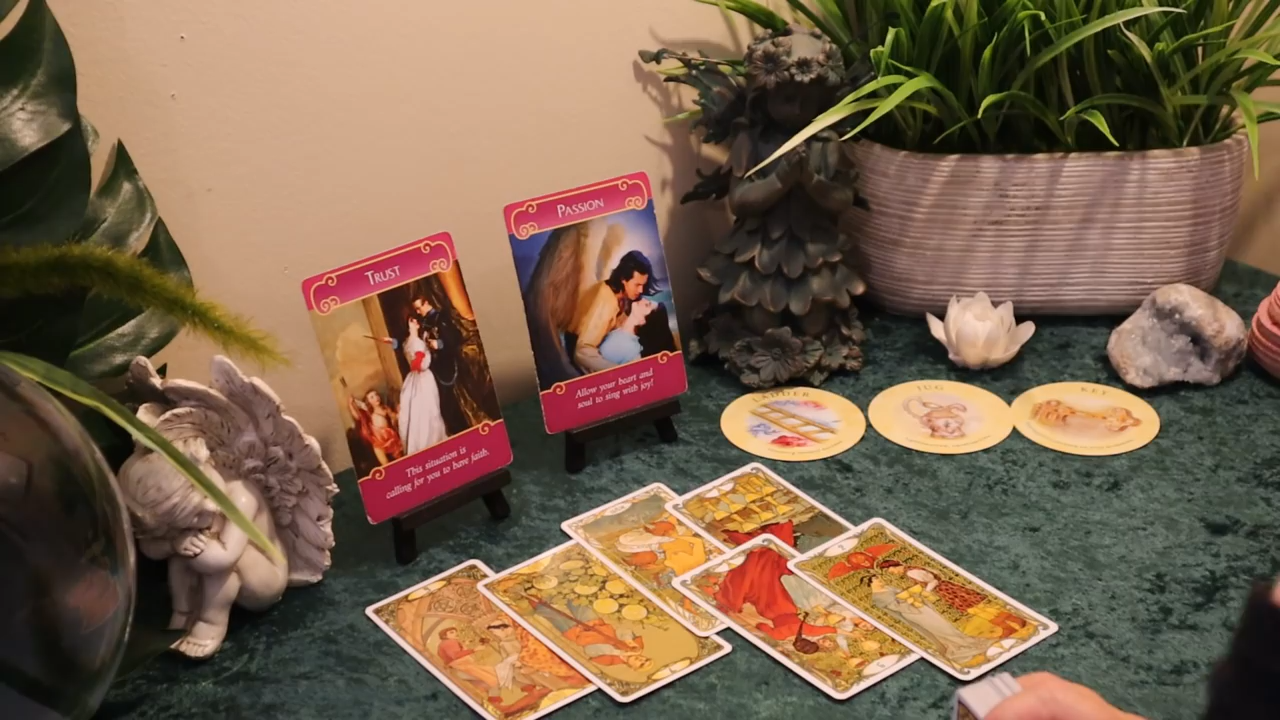 TRUST
This situation is
calling for you to have faith.
PASSION
Allow your heart and
soul to sing with joy!
LADDER
JUG
KEY